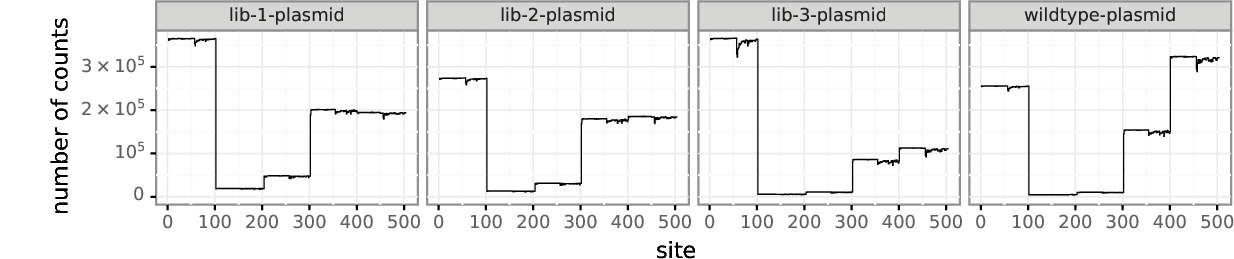 lib-1-plasmid lib-2-plasmid lib-3-plasmid wildtype-plasmid
number of counts
3 × 10⁵
2 × 10⁵
10⁵
0
0 100 200 300 400 500 0 100 200 300 400 500 0 100 200 300 400 500 0 100 200 300 400 500
site